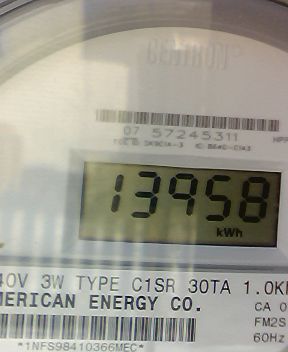 07 57245311
13958
kWh
40V 3W TYPE C1SR 30TA 1.0K
MERICAN ENERGY CO.
CA 0
FM2S
60Hz
*1NFS98410366MEC*